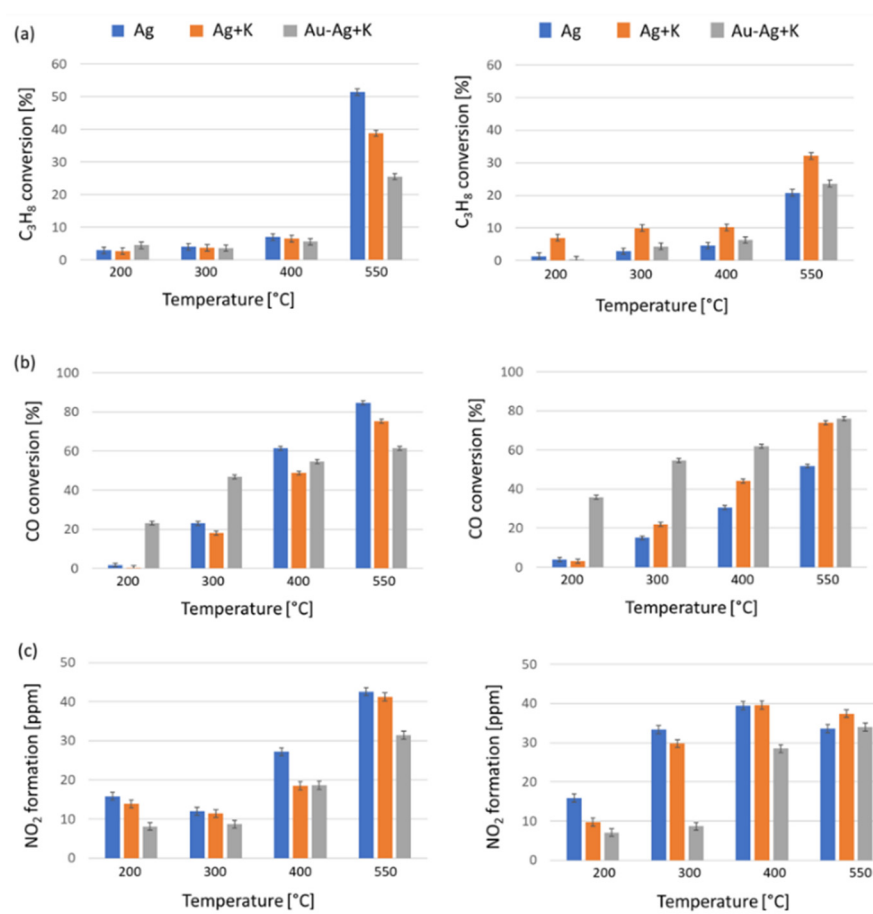 (a)
Ag Ag+K Au-Ag+K
60
50
40
30
20
10
0
C₃H₈ conversion [%]
200 300 400 550
Temperature [°C]
Ag Ag+K Au-Ag+K
60
50
40
30
20
10
0
C₃H₈ conversion [%]
200 300 400 550
Temperature [°C]
(b)
100
80
60
40
20
0
CO conversion [%]
200 300 400 550
Temperature [°C]
100
80
60
40
20
0
CO conversion [%]
200 300 400 550
Temperature [°C]
(c)
50
40
30
20
10
0
NO₂ formation [ppm]
200 300 400 550
Temperature [°C]
50
40
30
20
10
0
NO₂ formation [ppm]
200 300 400 550
Temperature [°C]